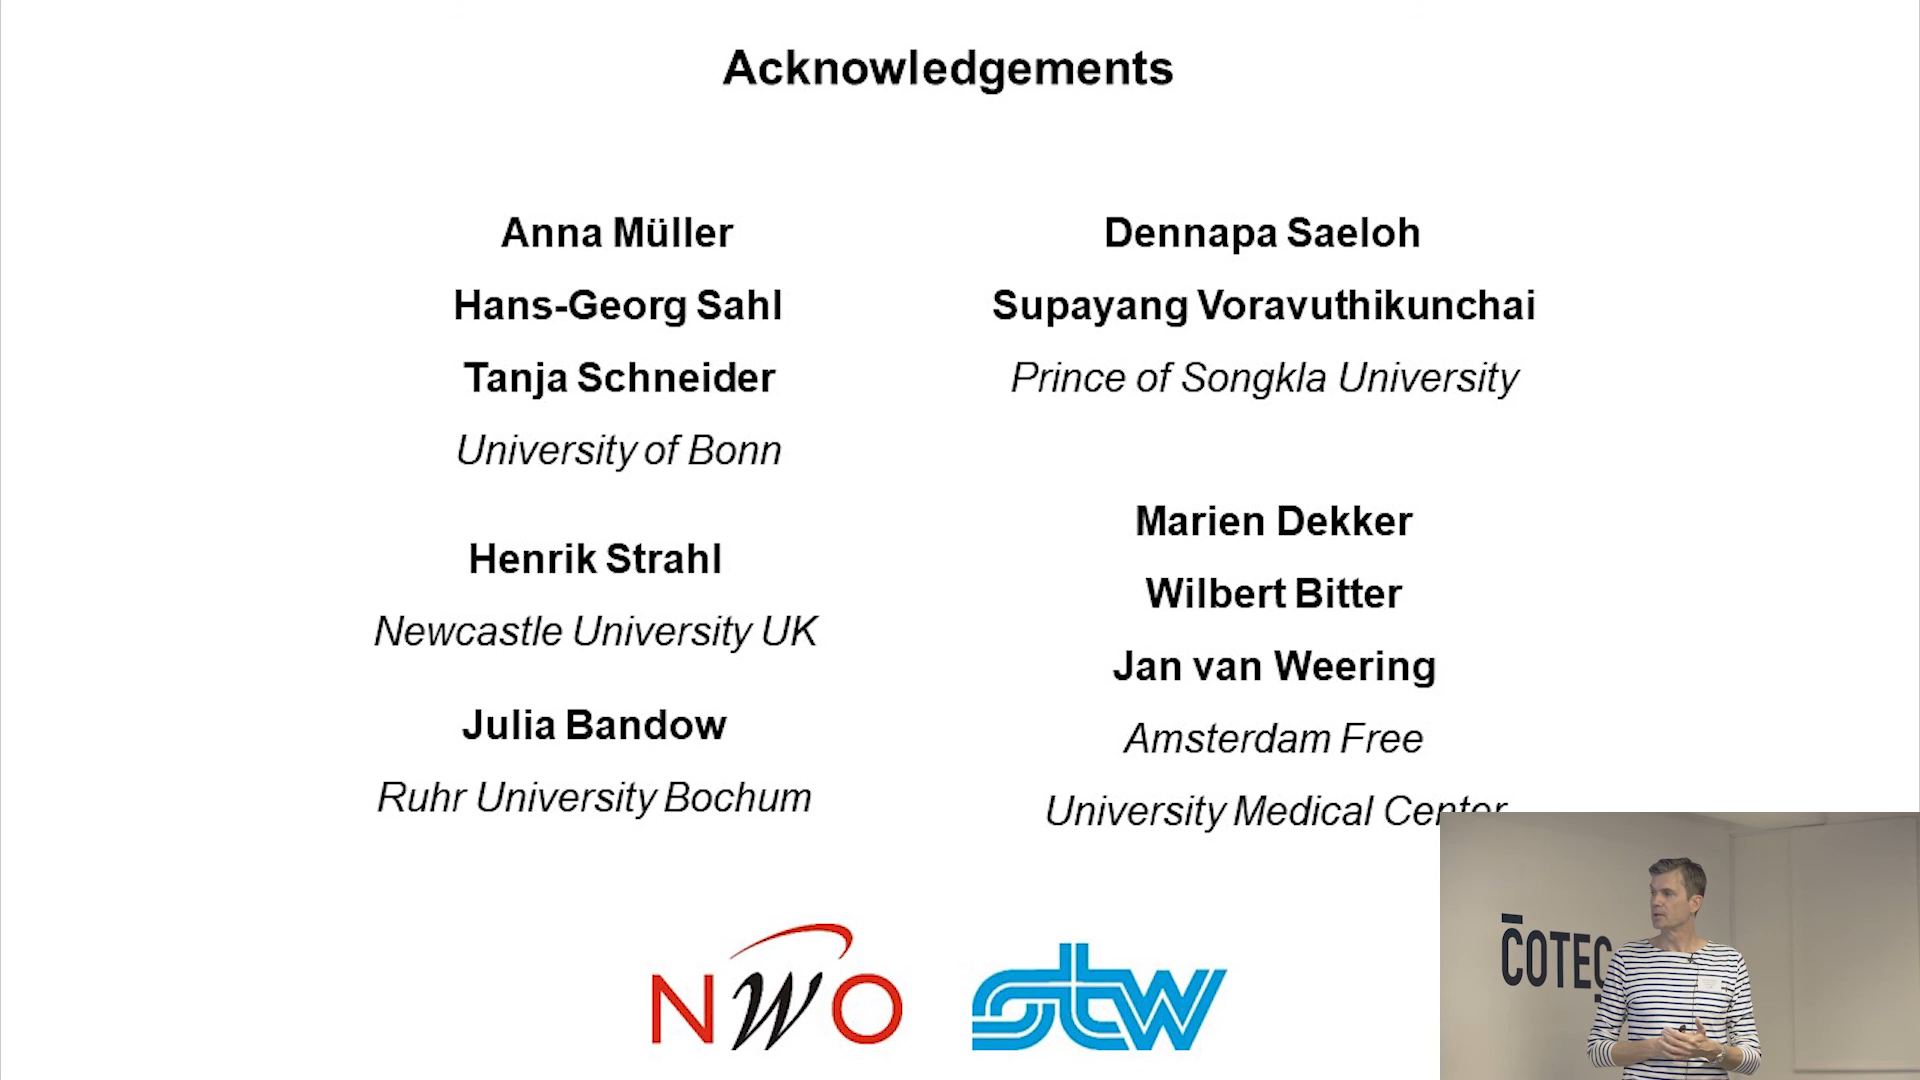 Acknowledgements
Anna Müller
Hans-Georg Sahl
Tanja Schneider
University of Bonn
Henrik Strahl
Newcastle University UK
Julia Bandow
Ruhr University Bochum
Dennapa Saeloh
Supayang Voravuthikunchai
Prince of Songkla University
Marien Dekker
Wilbert Bitter
Jan van Weering
Amsterdam Free
University Medical Center
NWO
stw
COTEC